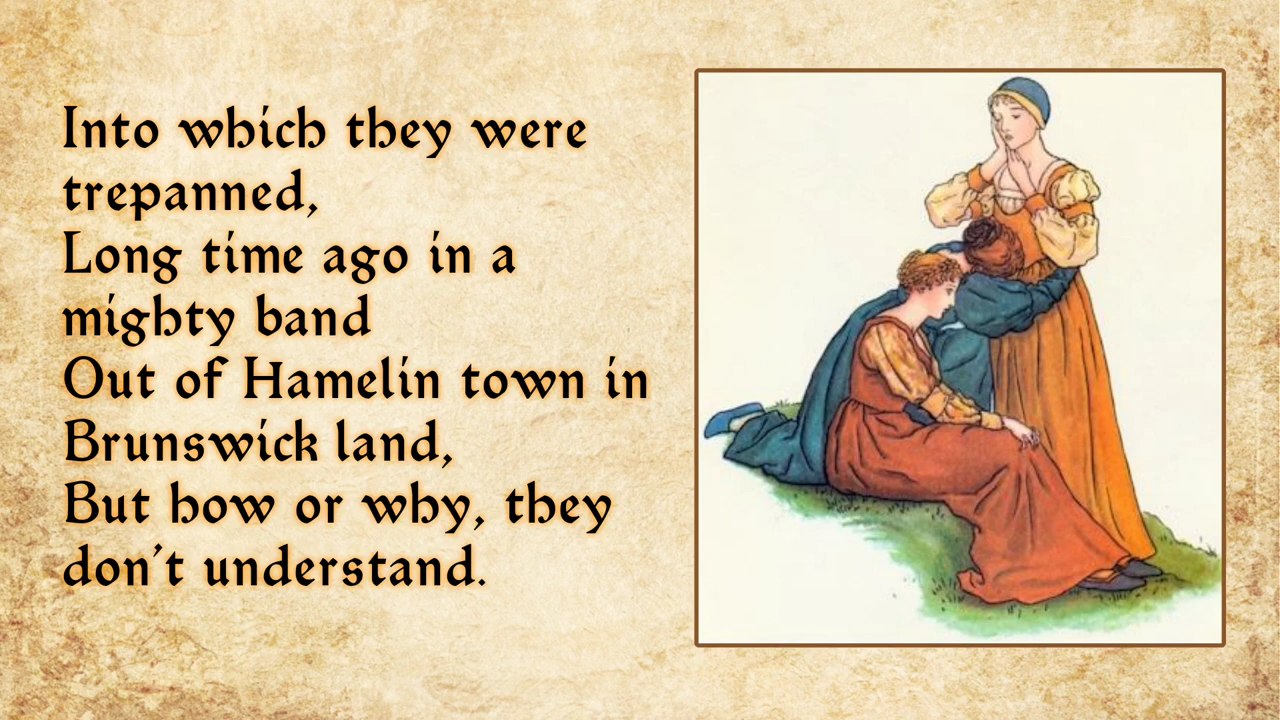 Into which they were
trepanned,
Long time ago in a
mighty band
Out of Hamelin town in
Brunswick land,
But how or why, they
don't understand.